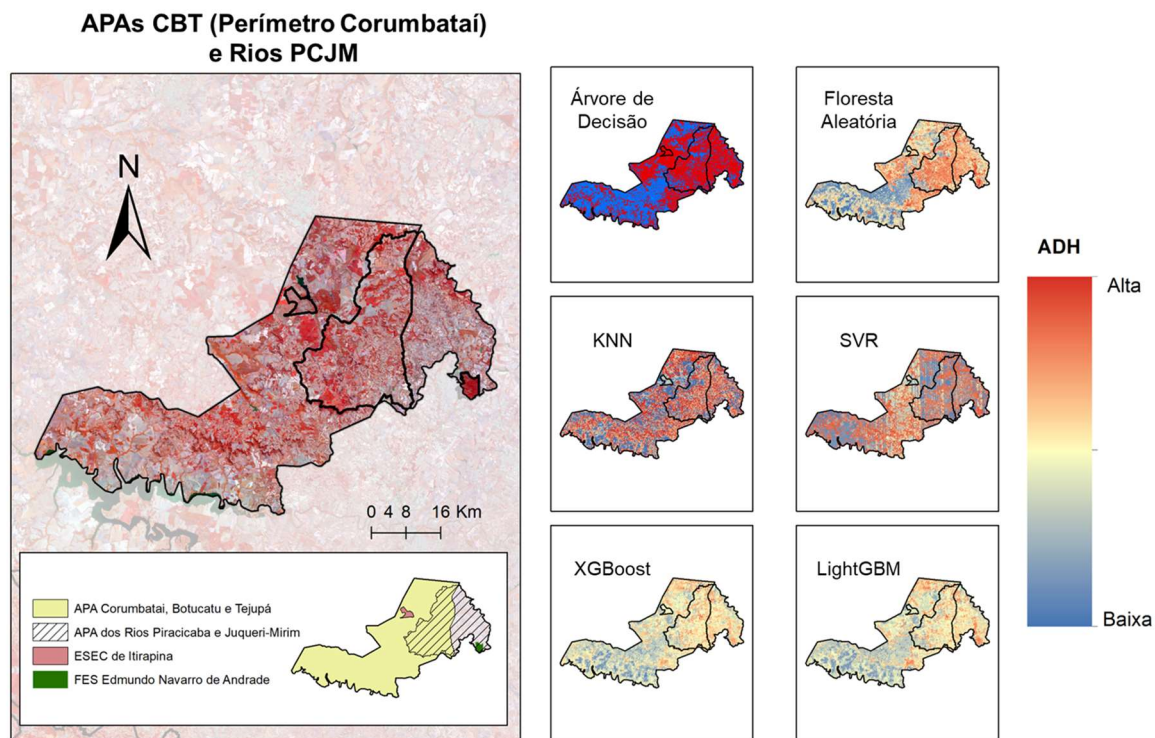 APAs CBT (Perímetro Corumbataí)
e Rios PCJM
N
0 4 8 16 Km
APA Corumbatai, Botucatu e Tejupá
APA dos Rios Piracicaba e Juqueri-Mirim
ESEC de Itirapina
FES Edmundo Navarro de Andrade
Árvore de
Decisão
Floresta
Aleatória
KNN
SVR
XGBoost
LightGBM
ADH
Alta
Baixa